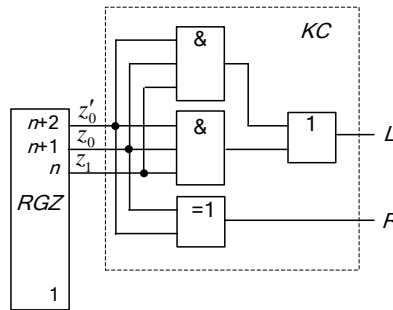 KC
&
n+2
z′₀
n+1
z₀
&
1
L
n
z₁
RGZ
=1
R
1